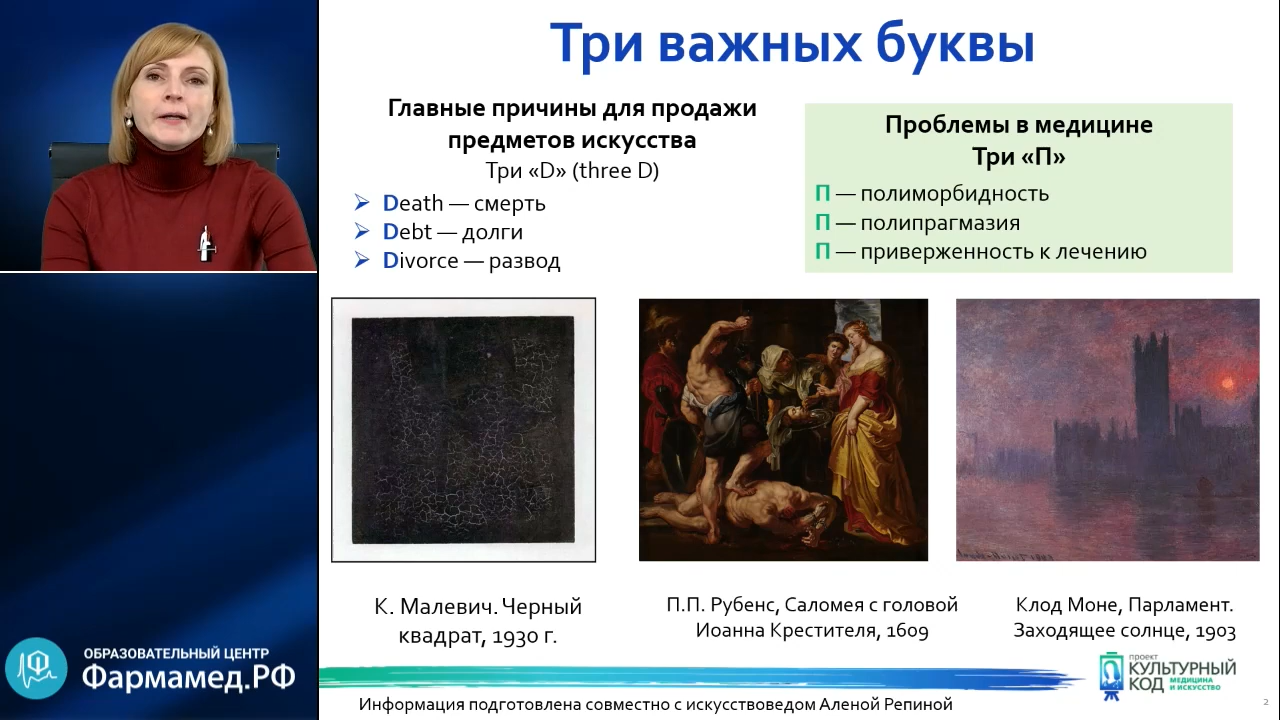 Три важных буквы
Главные причины для продажи
предметов искусства
Три «D» (three D)
Death — смерть
Debt — долги
Divorce — развод
Проблемы в медицине
Три «П»
П — полиморбидность
П — полипрагмазия
П — приверженность к лечению
К. Малевич. Черный
квадрат, 1930 г.
П.П. Рубенс, Саломея с головой
Иоанна Крестителя, 1609
Клод Моне, Парламент.
Заходящее солнце, 1903
ОБРАЗОВАТЕЛЬНЫЙ ЦЕНТР
Фармамед.РФ
проект
КУЛЬТУРНЫЙ
КОД МЕДИЦИНА
И ИСКУССТВО
Информация подготовлена совместно с искусствоведом Аленой Репиной
2